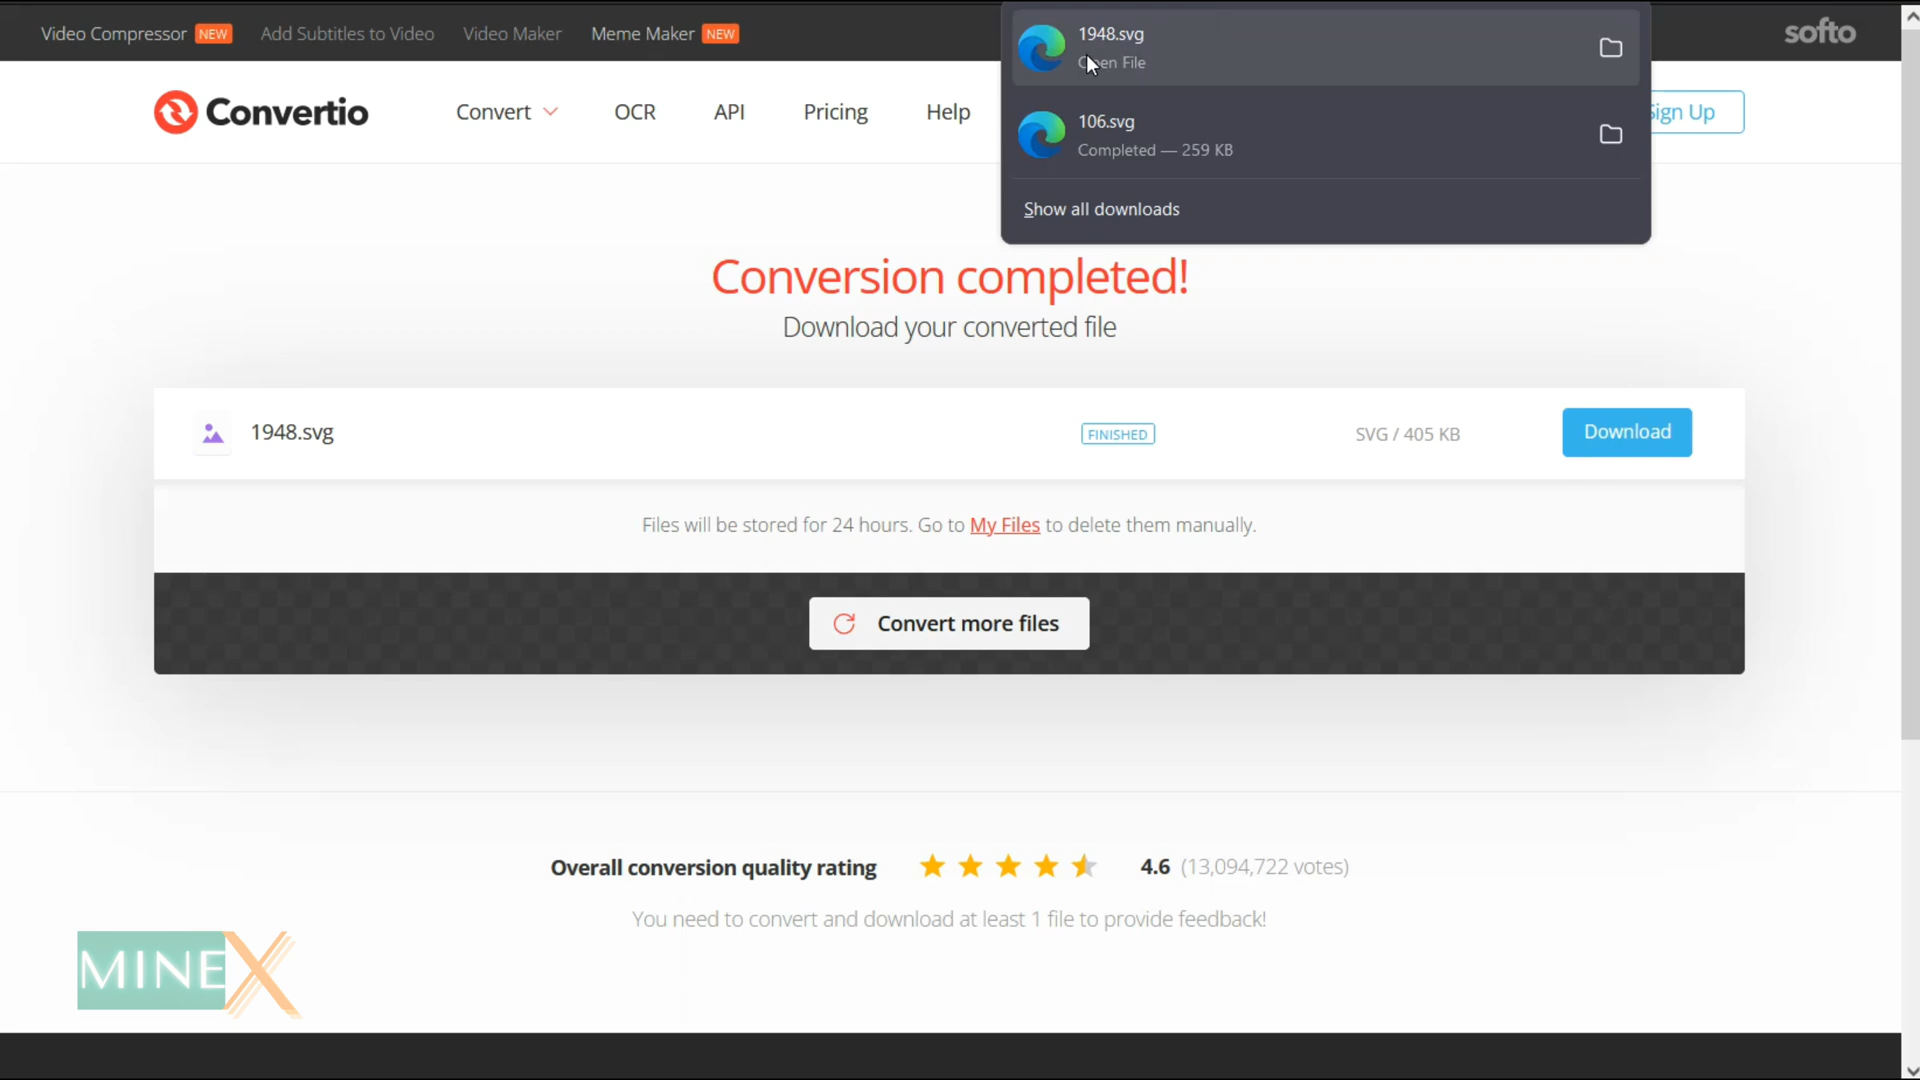 Video Compressor NEW Add Subtitles to Video Video Maker Meme Maker NEW
softo
1948.svg
Open File
106.svg
Completed — 259 KB
Show all downloads
Convertio Convert OCR API Pricing Help Sign Up
Conversion completed!
Download your converted file
1948.svg FINISHED SVG / 405 KB Download
Files will be stored for 24 hours. Go to My Files to delete them manually.
Convert more files
Overall conversion quality rating 4.6 (13,094,722 votes)
You need to convert and download at least 1 file to provide feedback!
MINEX